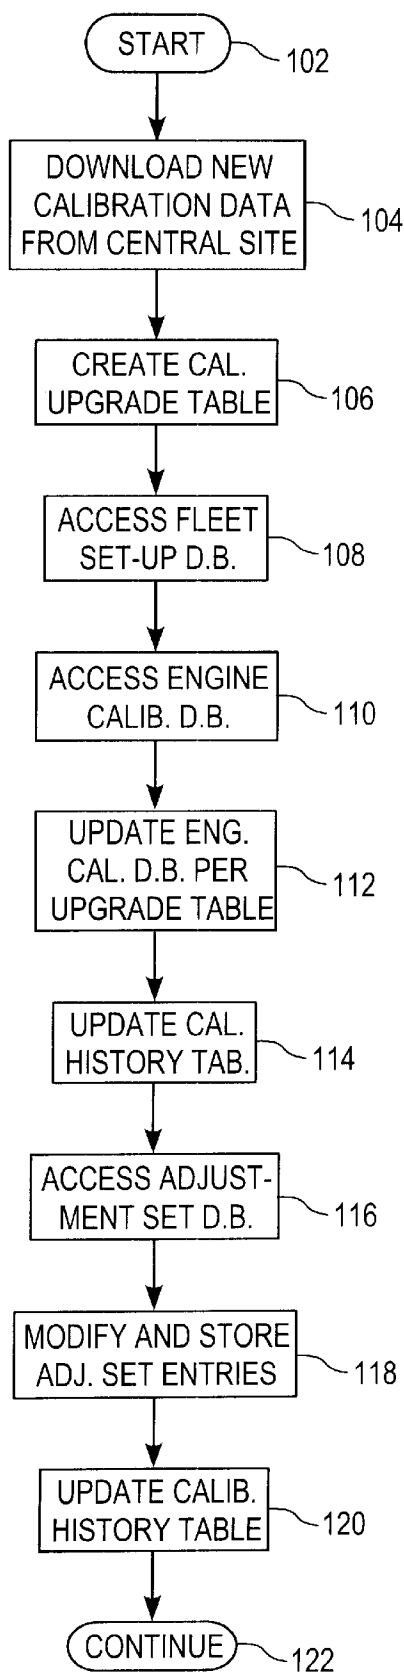 START
102
DOWNLOAD NEW
CALIBRATION DATA
FROM CENTRAL SITE
104
CREATE CAL.
UPGRADE TABLE
106
ACCESS FLEET
SET-UP D.B.
108
ACCESS ENGINE
CALIB. D.B.
110
UPDATE ENG.
CAL. D.B. PER
UPGRADE TABLE
112
UPDATE CAL.
HISTORY TAB.
114
ACCESS ADJUST-
MENT SET D.B.
116
MODIFY AND STORE
ADJ. SET ENTRIES
118
UPDATE CALIB.
HISTORY TABLE
120
CONTINUE
122